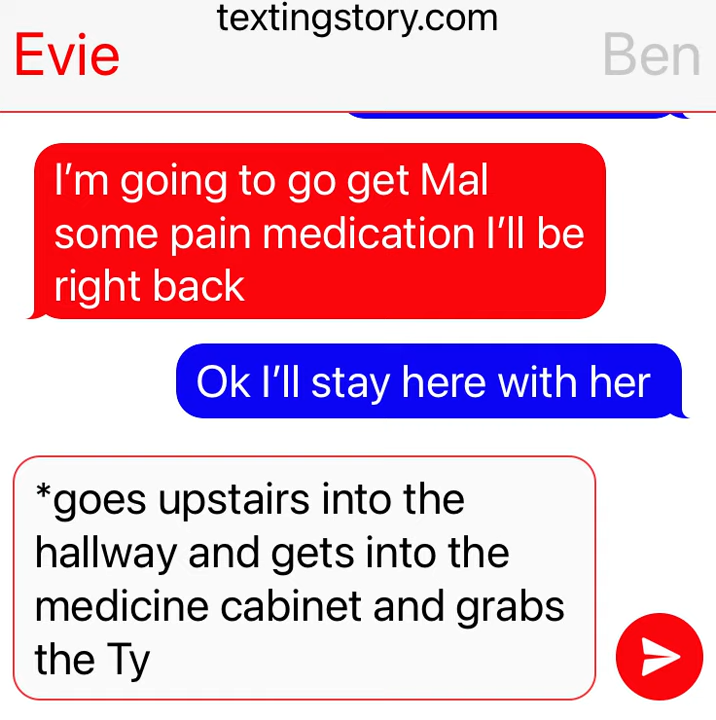 textingstory.com
Evie
Ben
I'm going to go get Mal
some pain medication I'll be
right back
Ok I'll stay here with her
*goes upstairs into the
hallway and gets into the
medicine cabinet and grabs
the Ty